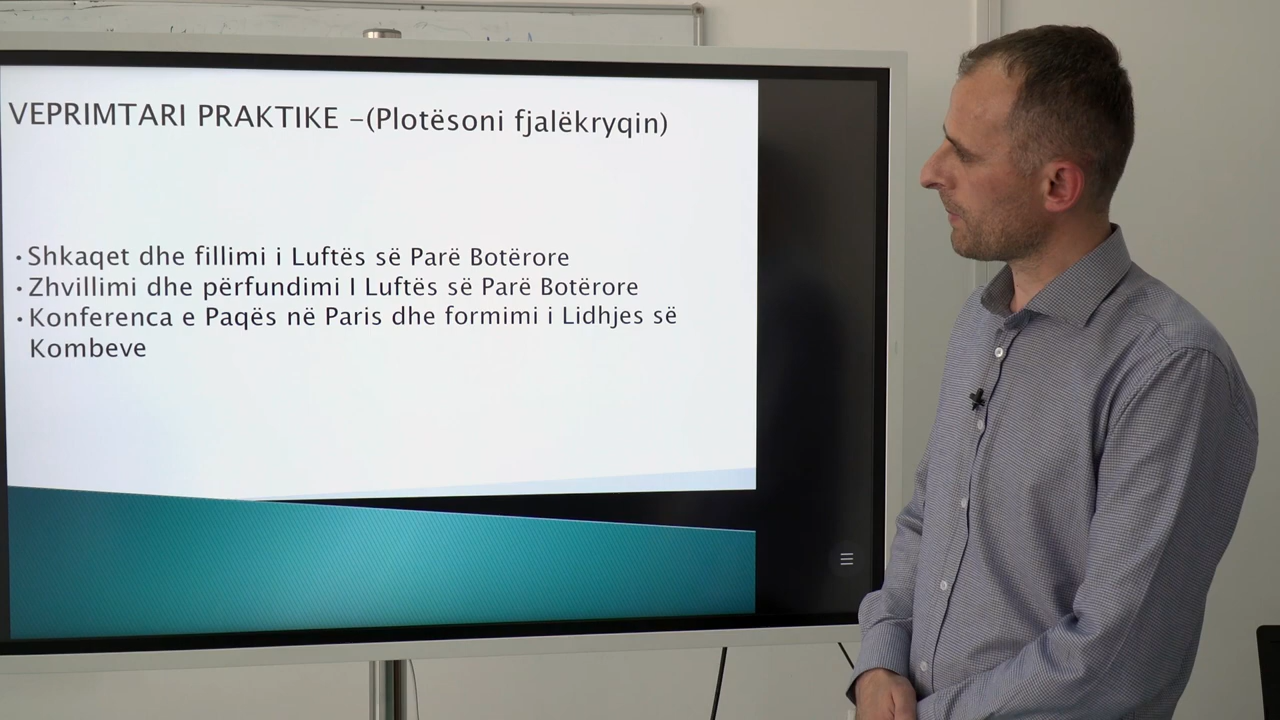 VEPRIMTARI PRAKTIKE -(Plotësoni fjalëkryqin)
• Shkaqet dhe fillimi i Luftës së Parë Botërore
• Zhvillimi dhe përfundimi I Luftës së Parë Botërore
• Konferenca e Paqës në Paris dhe formimi i Lidhjes së
Kombeve